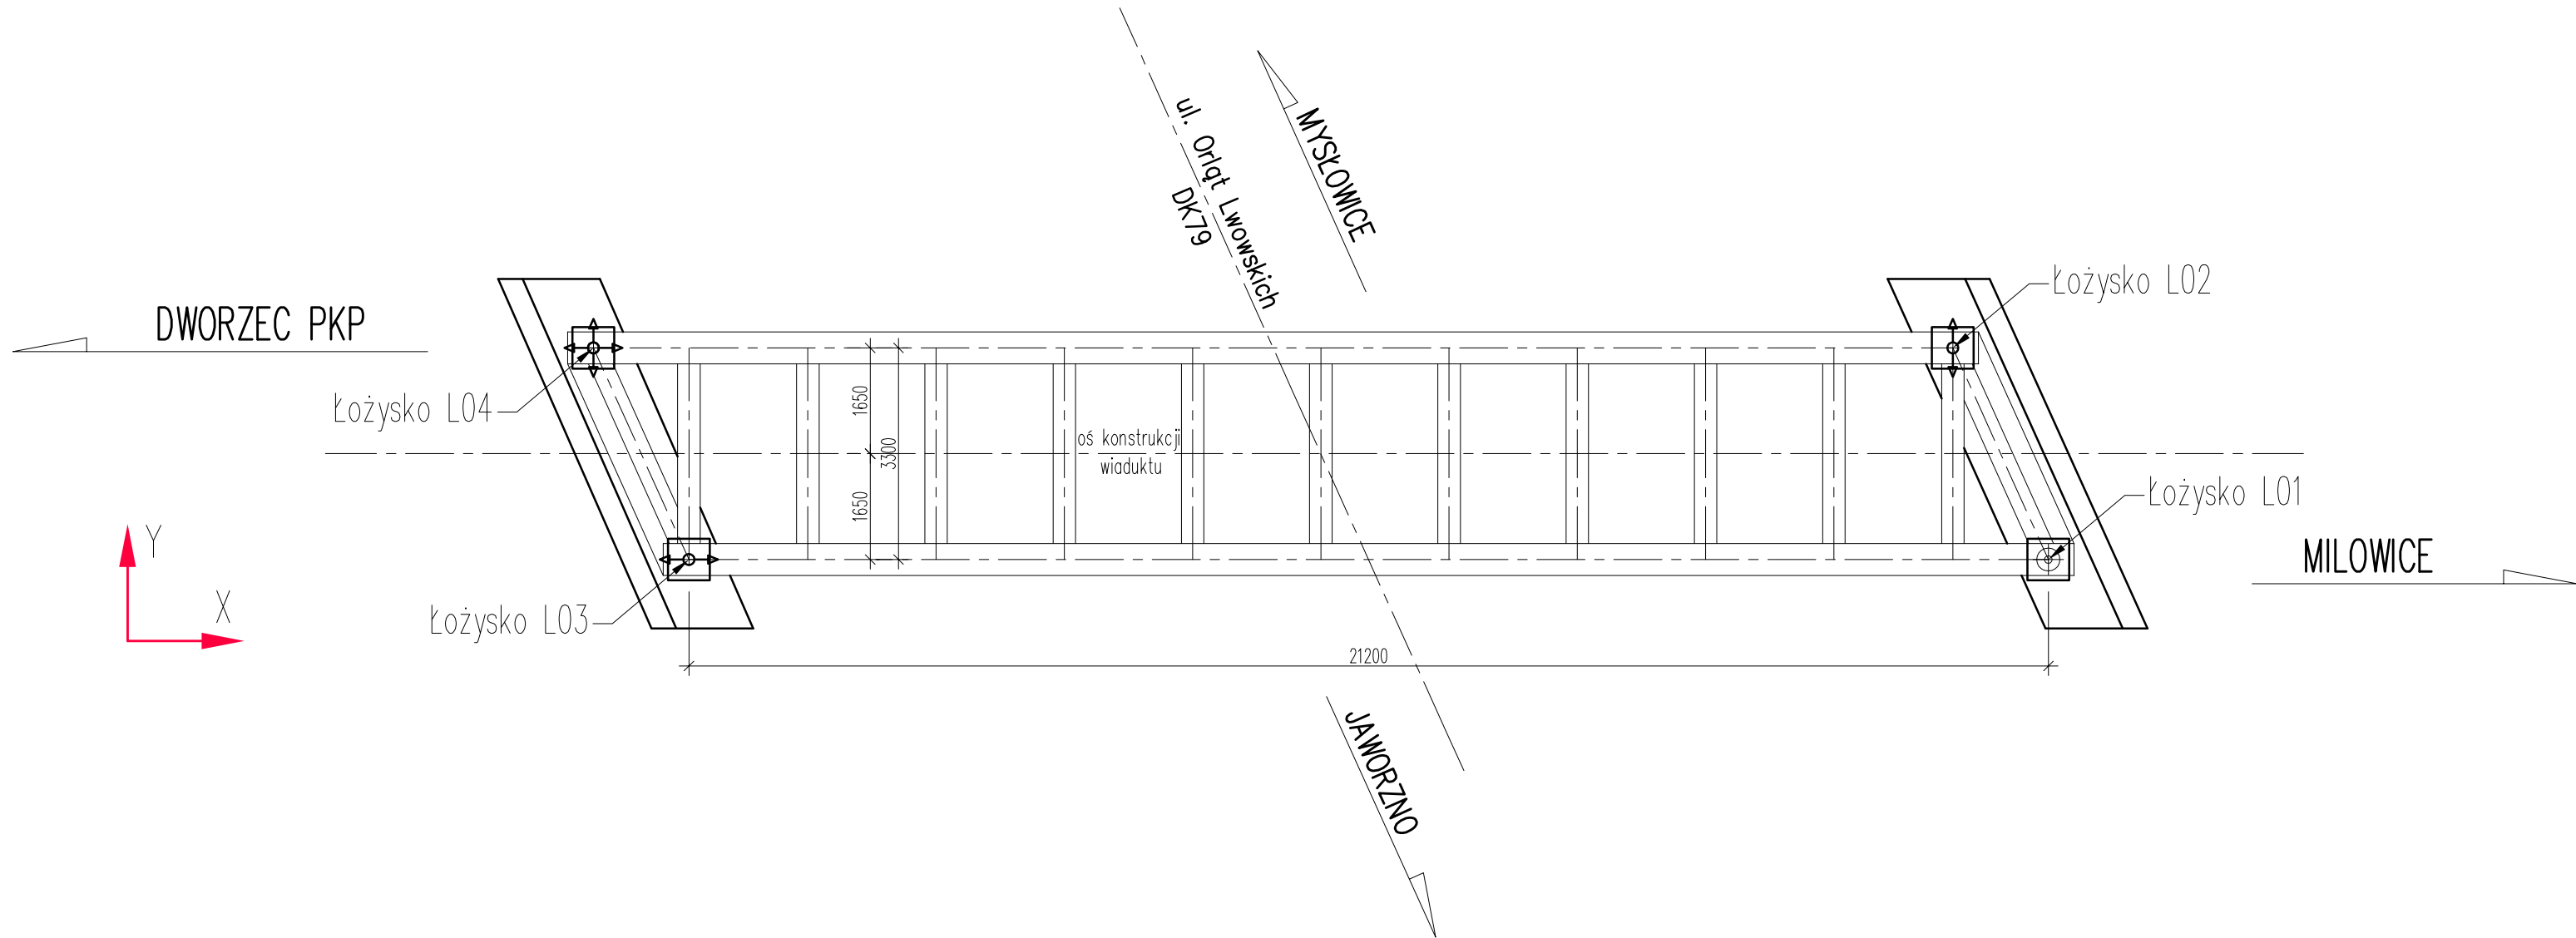 ul. Orląt Lwowskich
DK79
MYSŁOWICE
DWORZEC PKP
Łożysko L02
Łożysko L04
1650
3300
1650
oś konstrukcji
wiaduktu
Łożysko L01
MILOWICE
Y
X
Łożysko L03
21200
JAWORZNO